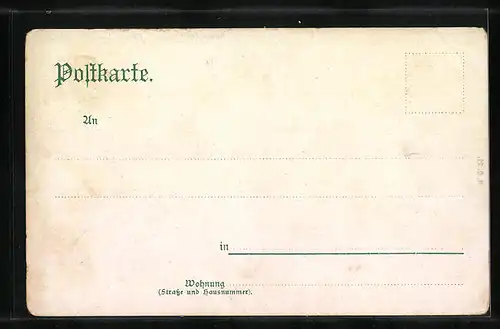 Postkarte.
An
in
Wohnung
(Straße und Hausnummer).